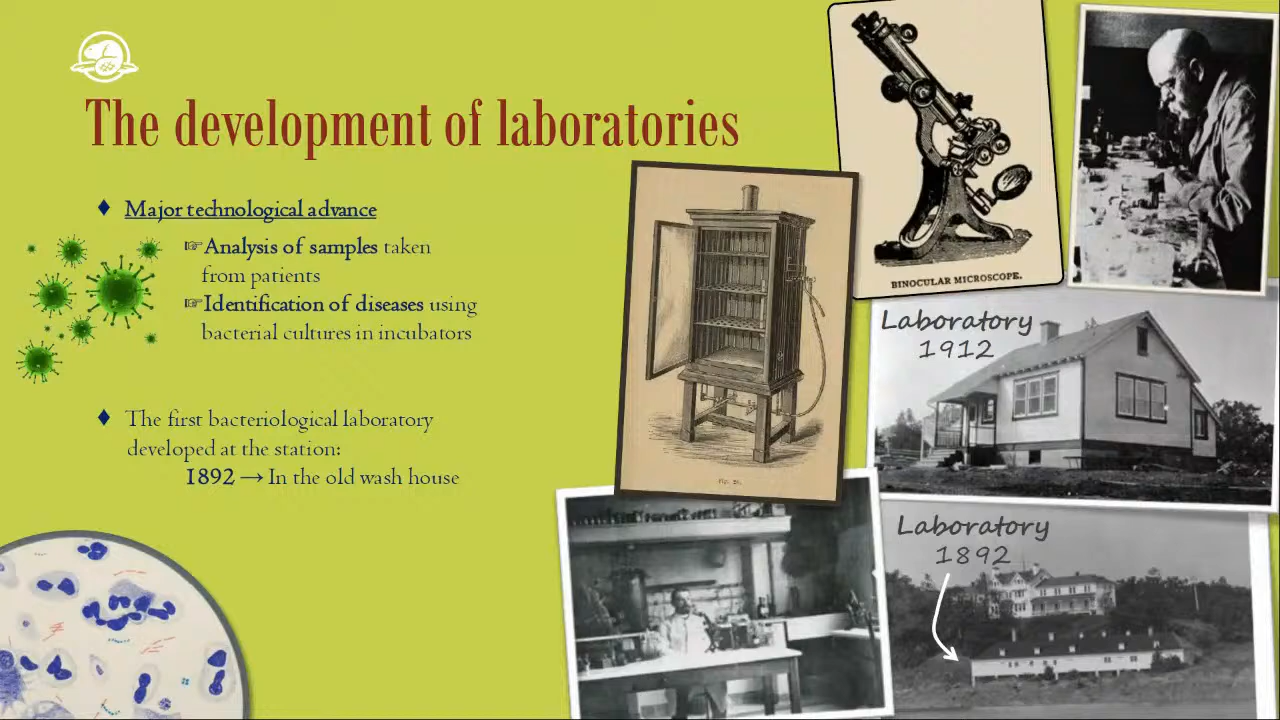 The development of laboratories
♦ Major technological advance
☞Analysis of samples taken
from patients
☞Identification of diseases using
bacterial cultures in incubators
♦ The first bacteriological laboratory
developed at the station:
1892 → In the old wash house
BINOCULAR MICROSCOPE.
Laboratory
1912
Laboratory
1892